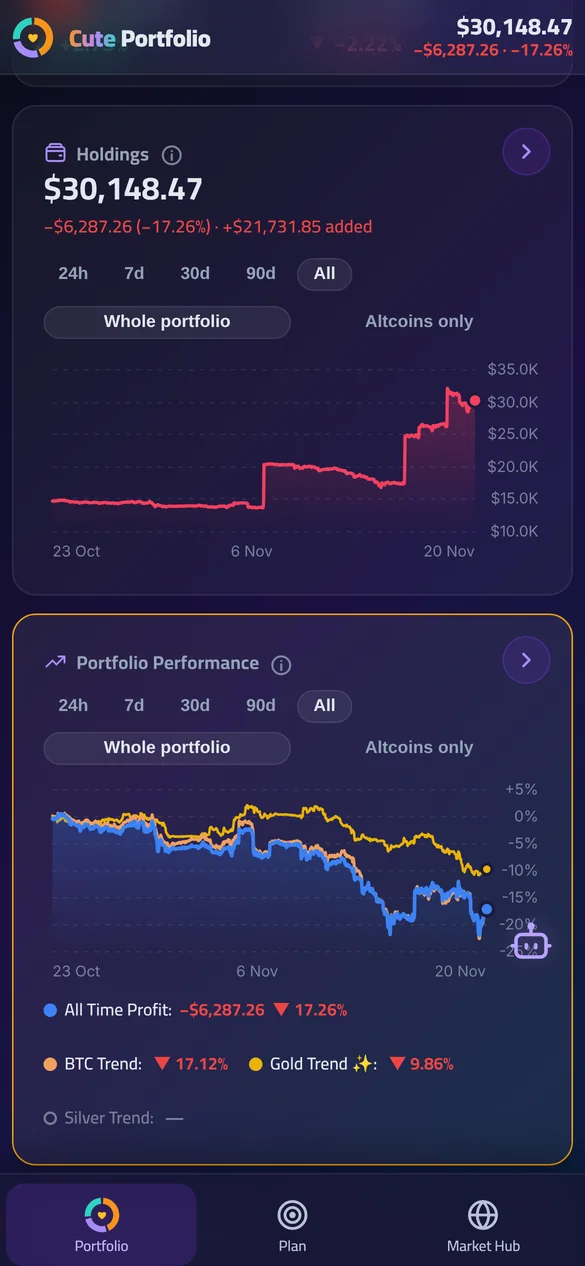 Cute Portfolio
$30,148.47
−2.22%
−$6,287.26 · −17.26%
Holdings
$30,148.47
−$6,287.26 (−17.26%) · +$21,731.85 added
24h 7d 30d 90d All
Whole portfolio Altcoins only
$35.0K
$30.0K
$25.0K
$20.0K
$15.0K
$10.0K
23 Oct 6 Nov 20 Nov
Portfolio Performance
24h 7d 30d 90d All
Whole portfolio Altcoins only
+5%
0%
-5%
-10%
-15%
-20%
-25%
23 Oct 6 Nov 20 Nov
All Time Profit: −$6,287.26 ▼ 17.26%
BTC Trend: ▼ 17.12% Gold Trend ✨: ▼ 9.86%
Silver Trend: —
Portfolio Plan Market Hub